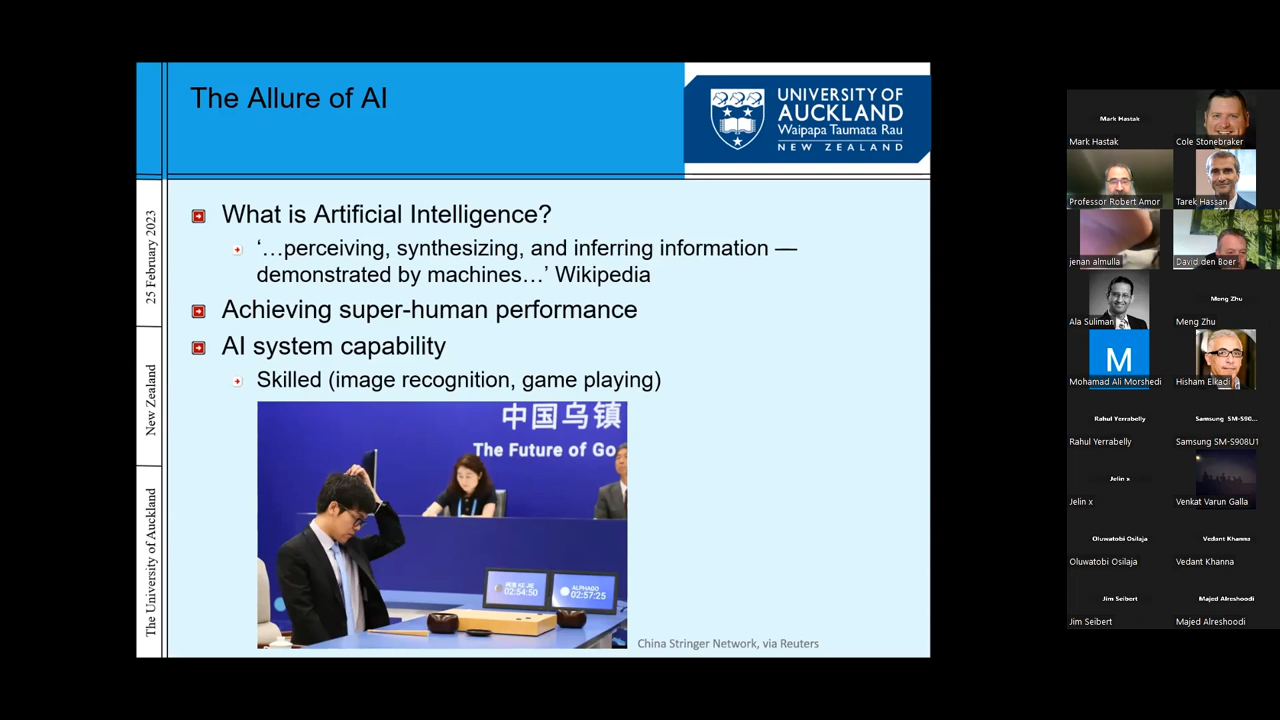 The Allure of AI
UNIVERSITY OF
AUCKLAND
Waipapa Taumata Rau
NEW ZEALAND
What is Artificial Intelligence?
‘…perceiving, synthesizing, and inferring information —
demonstrated by machines…’ Wikipedia
Achieving super-human performance
AI system capability
Skilled (image recognition, game playing)
中国乌镇
The Future of Go
KE JIE
02:54:50
ALPHAGO
02:57:25
China Stringer Network, via Reuters
25 February 2023
New Zealand
The University of Auckland
Mark Hastak
Mark Hastak
Cole Stonebraker
Professor Robert Amor
Tarek Hassan
jenan almulla
David den Boer
Ala Suliman
Meng Zhu
Meng Zhu
M
Mohamad Ali Morshedi
Hisham Elkadi
Rahul Yerrabelly
Rahul Yerrabelly
Samsung SM-S90...
Samsung SM-S908U1
Jelin x
Jelin x
Venkat Varun Galla
Oluwatobi Osilaja
Oluwatobi Osilaja
Vedant Khanna
Vedant Khanna
Jim Seibert
Jim Seibert
Majed Alreshoodi
Majed Alreshoodi